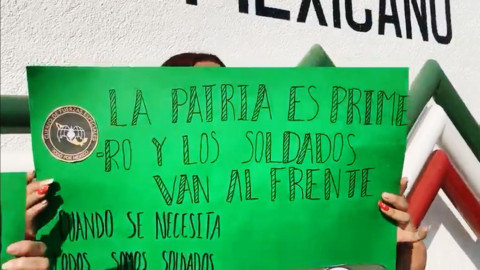 MEXICANO
LA PATRIA ES PRIME
-RO Y LOS SOLDADOS
VAN AL FRENTE
CUANDO SE NECESITA
TODOS SOMOS SOLDADOS